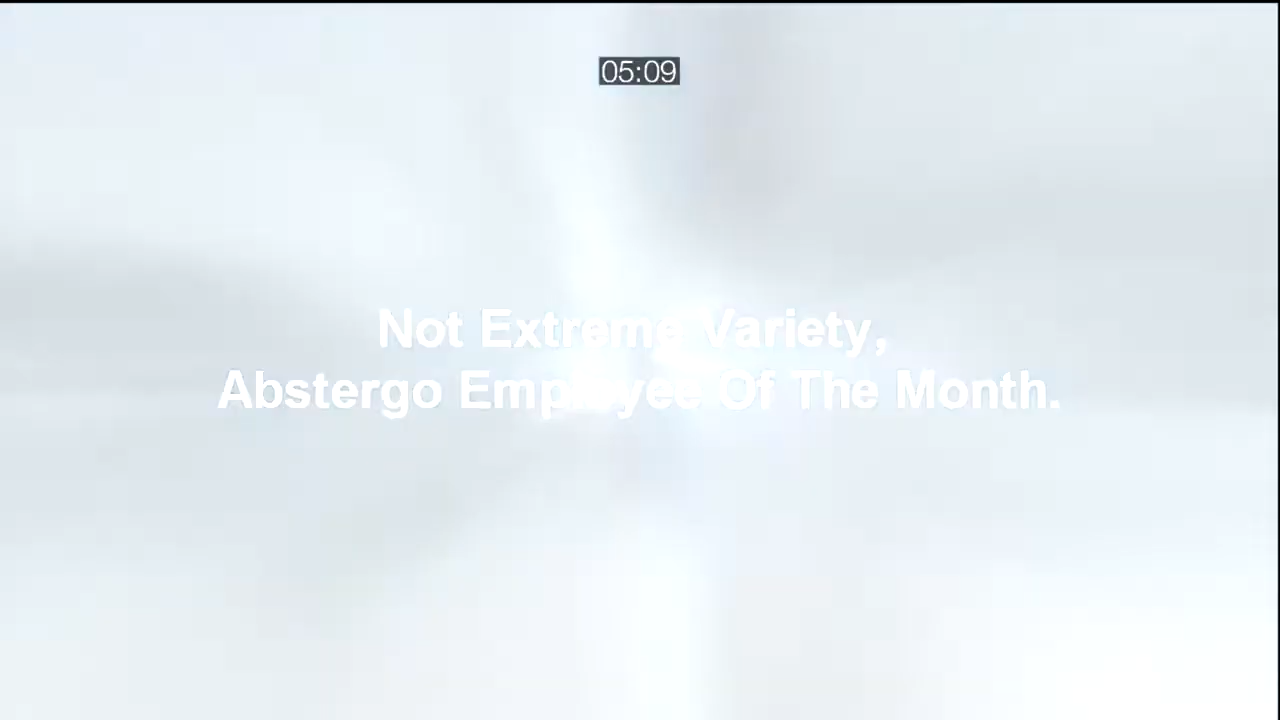 05:09
Not Extreme Variety,
Abstergo Employee Of The Month.